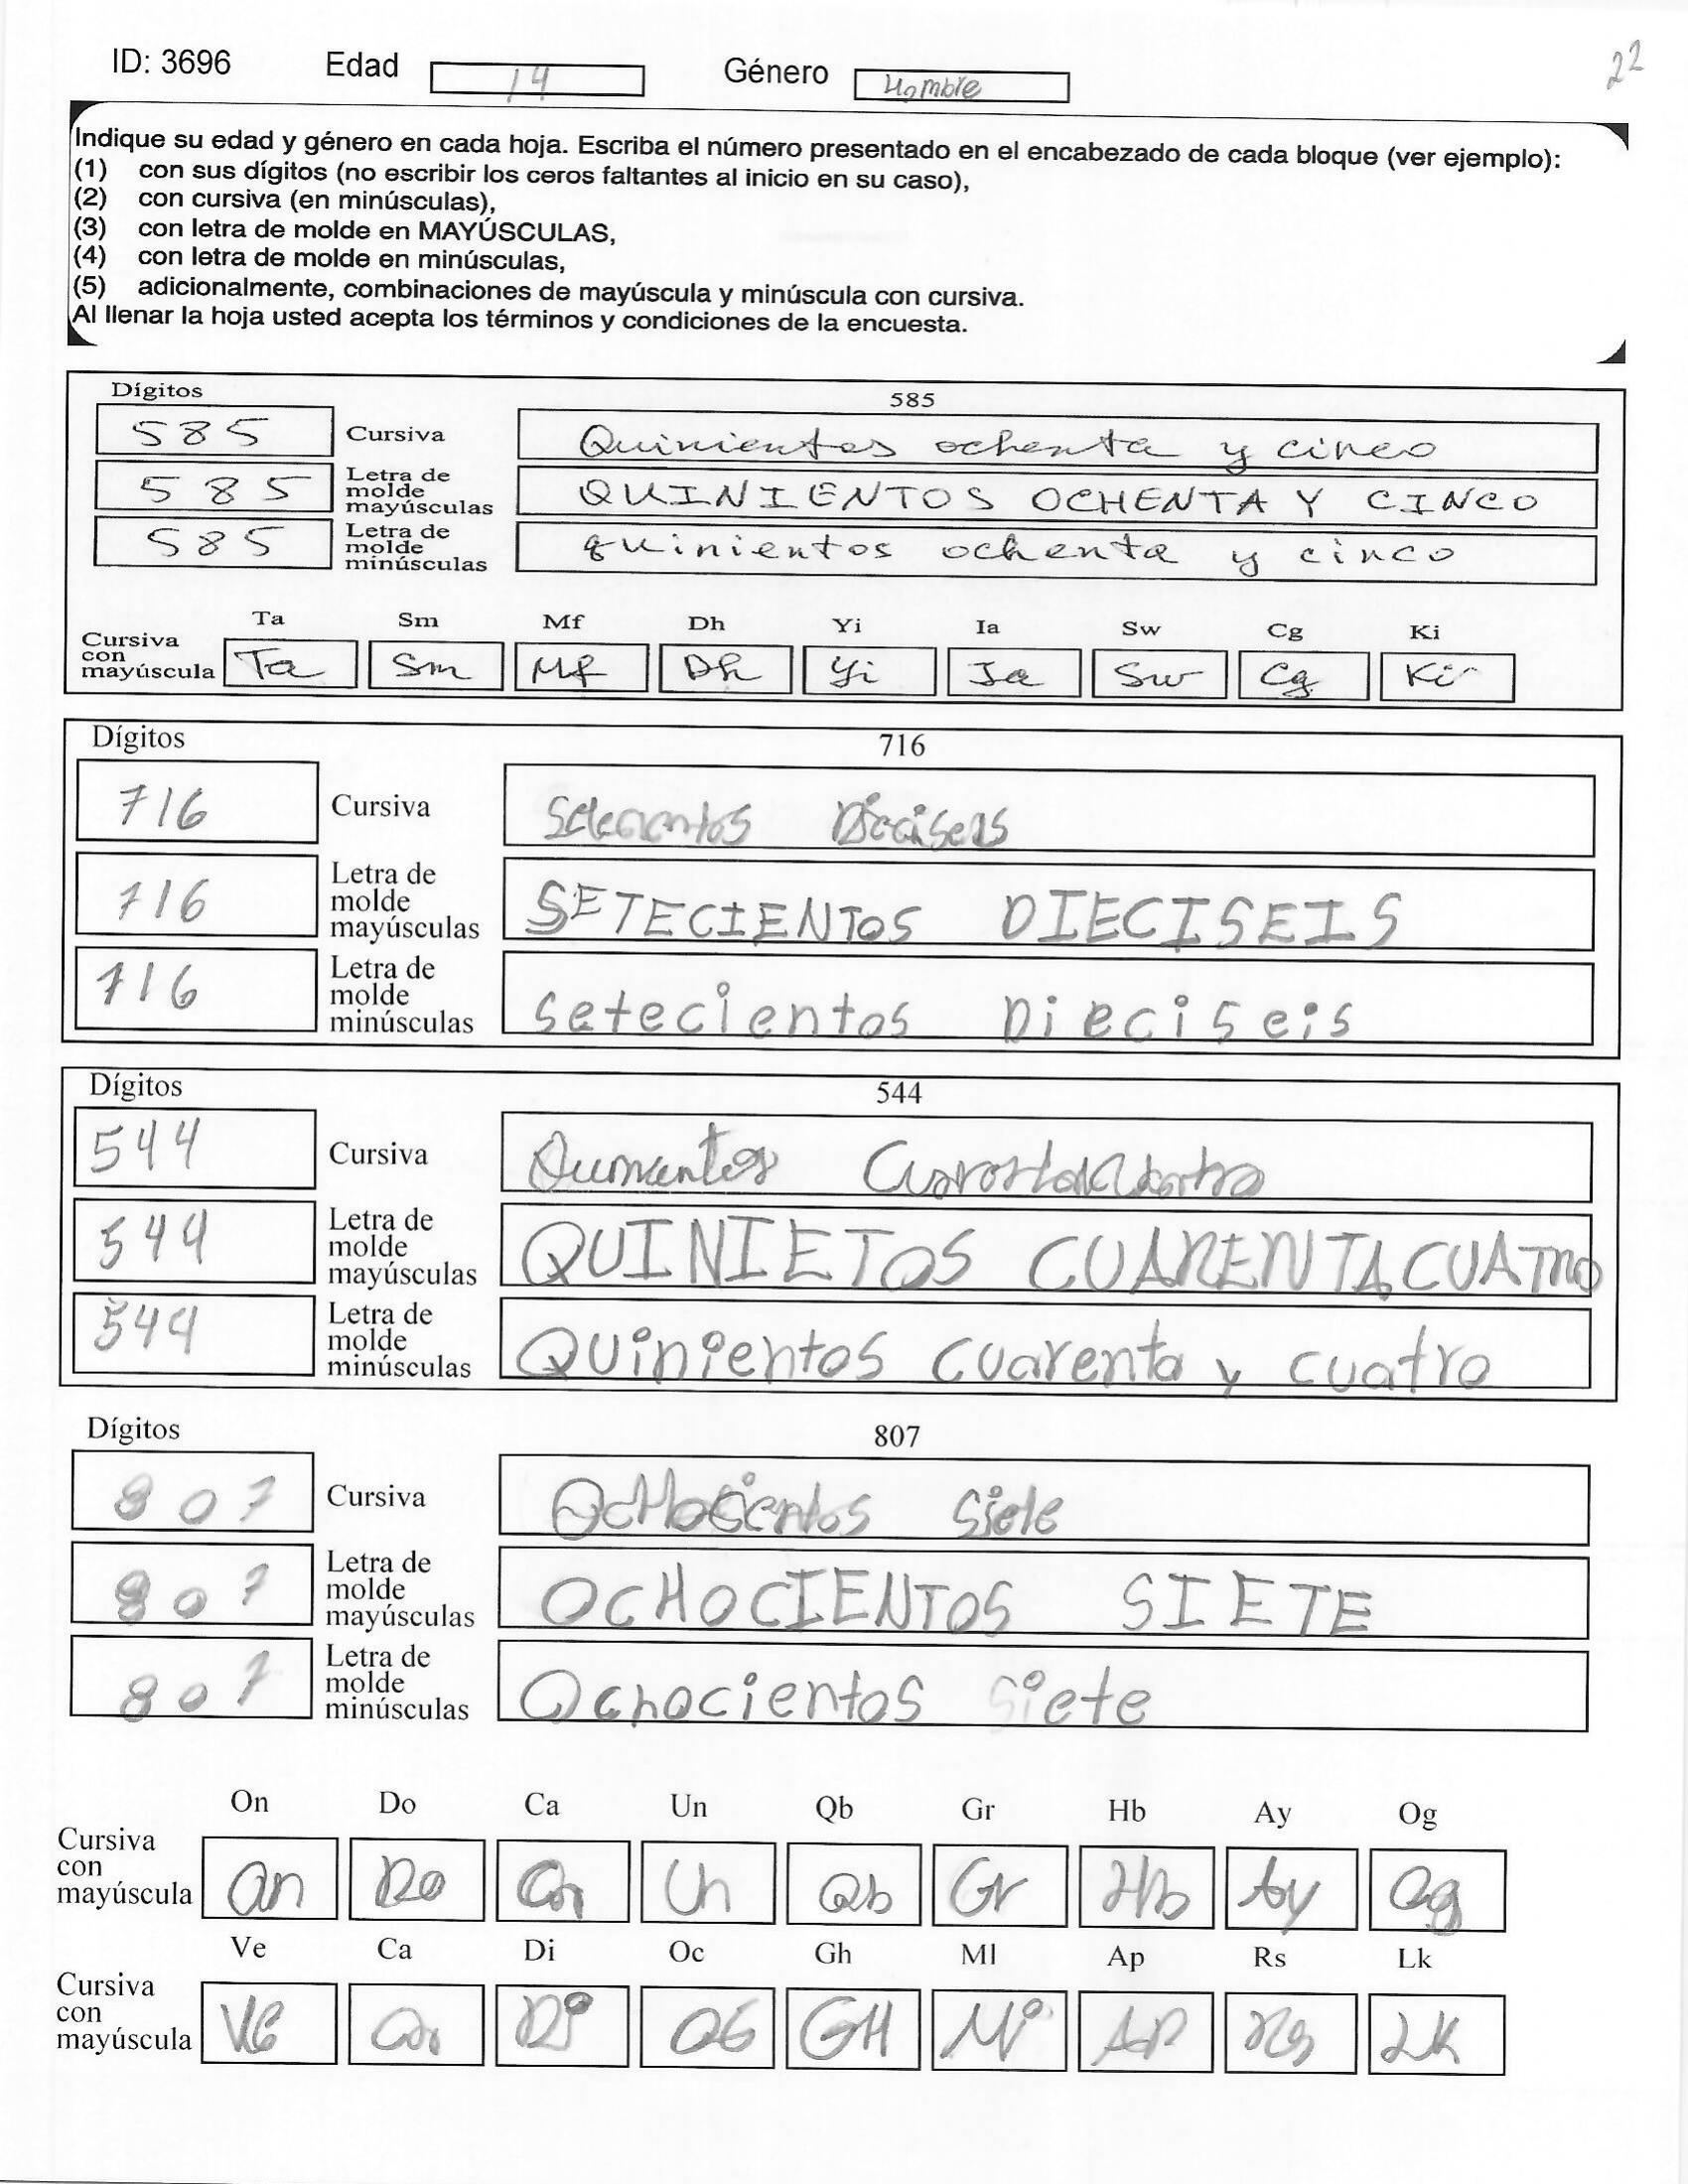 ID: 3696 Edad 14 Género Hombre 22
Indique su edad y género en cada hoja. Escriba el número presentado en el encabezado de cada bloque (ver ejemplo):
(1) con sus dígitos (no escribir los ceros faltantes al inicio en su caso),
(2) con cursiva (en minúsculas),
(3) con letra de molde en MAYÚSCULAS,
(4) con letra de molde en minúsculas,
(5) adicionalmente, combinaciones de mayúscula y minúscula con cursiva.
Al llenar la hoja usted acepta los términos y condiciones de la encuesta.
Dígitos 585
585 Cursiva Quinientos ochenta y cinco
585 Letra de molde mayúsculas QUINIENTOS OCHENTA Y CINCO
585 Letra de molde minúsculas quinientos ochenta y cinco
Ta Sm Mf Dh Yi Ia Sw Cg Ki
Cursiva con mayúscula Ta Sm Mf Dh Yi Ia Sw Cg Ki
Dígitos 716
716 Cursiva
716 Letra de molde mayúsculas SETECIENTOS DIECISEIS
716 Letra de molde minúsculas setecientos Dieciseis
Dígitos 544
544 Cursiva
544 Letra de molde mayúsculas QUINIETOS CUARENTA CUATRO
544 Letra de molde minúsculas Quinientos cuarenta y cuatro
Dígitos 807
807 Cursiva OcHocientos siete
807 Letra de molde mayúsculas OCHOCIENTOS SIETE
807 Letra de molde minúsculas Ochocientos siete
On Do Ca Un Qb Gr Hb Ay Og
Cursiva con mayúscula On Do Ca Un Qb Gr Hb Ay Og
Ve Ca Di Oc Gh Ml Ap Rs Lk
Cursiva con mayúscula Ve Ca Di GH Mi AP Rs LK